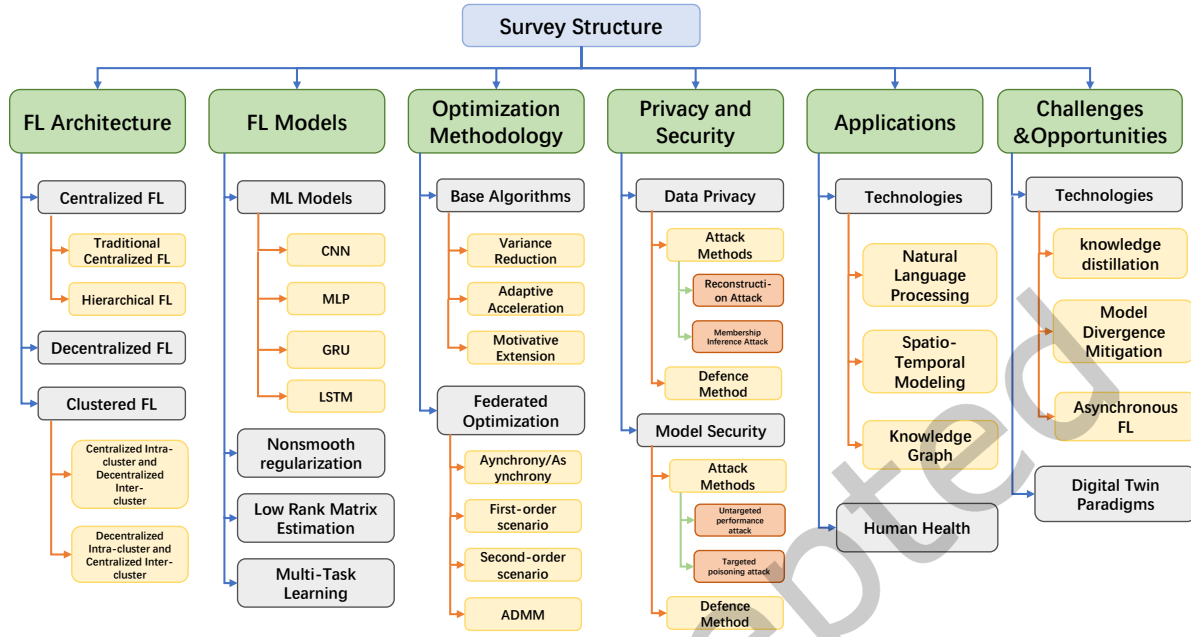 Survey Structure
FL Architecture
Centralized FL
Traditional
Centralized FL
Hierarchical FL
Decentralized FL
Clustered FL
Centralized Intra-
cluster and
Decentralized Inter-
cluster
Decentralized
Intra-cluster and
Centralized Inter-
cluster
FL Models
ML Models
CNN
MLP
GRU
LSTM
Nonsmooth
regularization
Low Rank Matrix
Estimation
Multi-Task
Learning
Optimization
Methodology
Base Algorithms
Variance
Reduction
Adaptive
Acceleration
Motivative
Extension
Federated
Optimization
Aynchrony/As
ynchrony
First-order
scenario
Second-order
scenario
ADMM
Privacy and
Security
Data Privacy
Attack
Methods
Reconstructi-
on Attack
Membership
Inference Attack
Defence
Method
Model Security
Attack
Methods
Untargeted
performance
attack
Targeted
poisoning attack
Defence
Method
Applications
Technologies
Natural
Language
Processing
Spatio-
Temporal
Modeling
Knowledge
Graph
Human Health
Challenges
&Opportunities
Technologies
knowledge
distillation
Model
Divergence
Mitigation
Asynchronous
FL
Digital Twin
Paradigms
epted